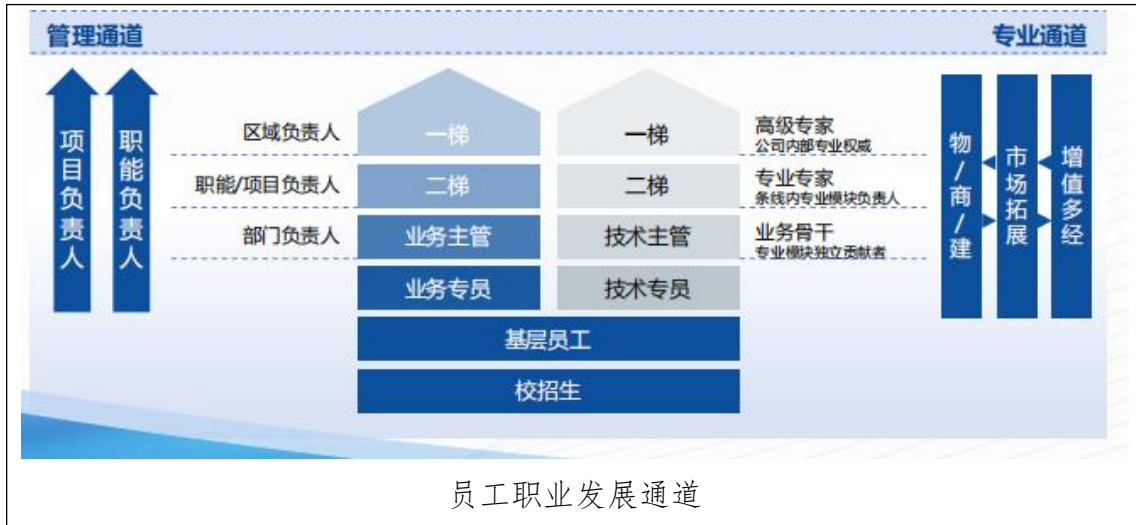 管理通道
专业通道
项目负责人
职能负责人
区域负责人
一梯
一梯
高级专家
公司内部专业权威
职能/项目负责人
二梯
二梯
专业专家
条线内专业模块负责人
部门负责人
业务主管
技术主管
业务骨干
专业模块独立贡献者
业务专员
技术专员
基层员工
校招生
物/商/建
市场拓展
增值多经
员工职业发展通道